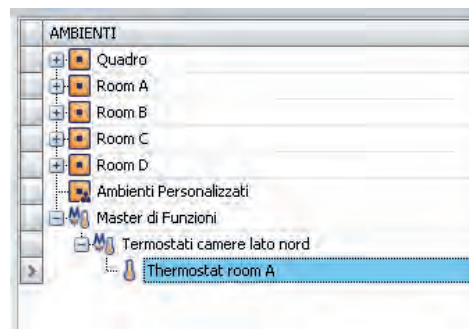 AMBIENTI
Quadro
Room A
Room B
Room C
Room D
Ambienti Personalizzati
Master di Funzioni
Termostati camere lato nord
Thermostat room A